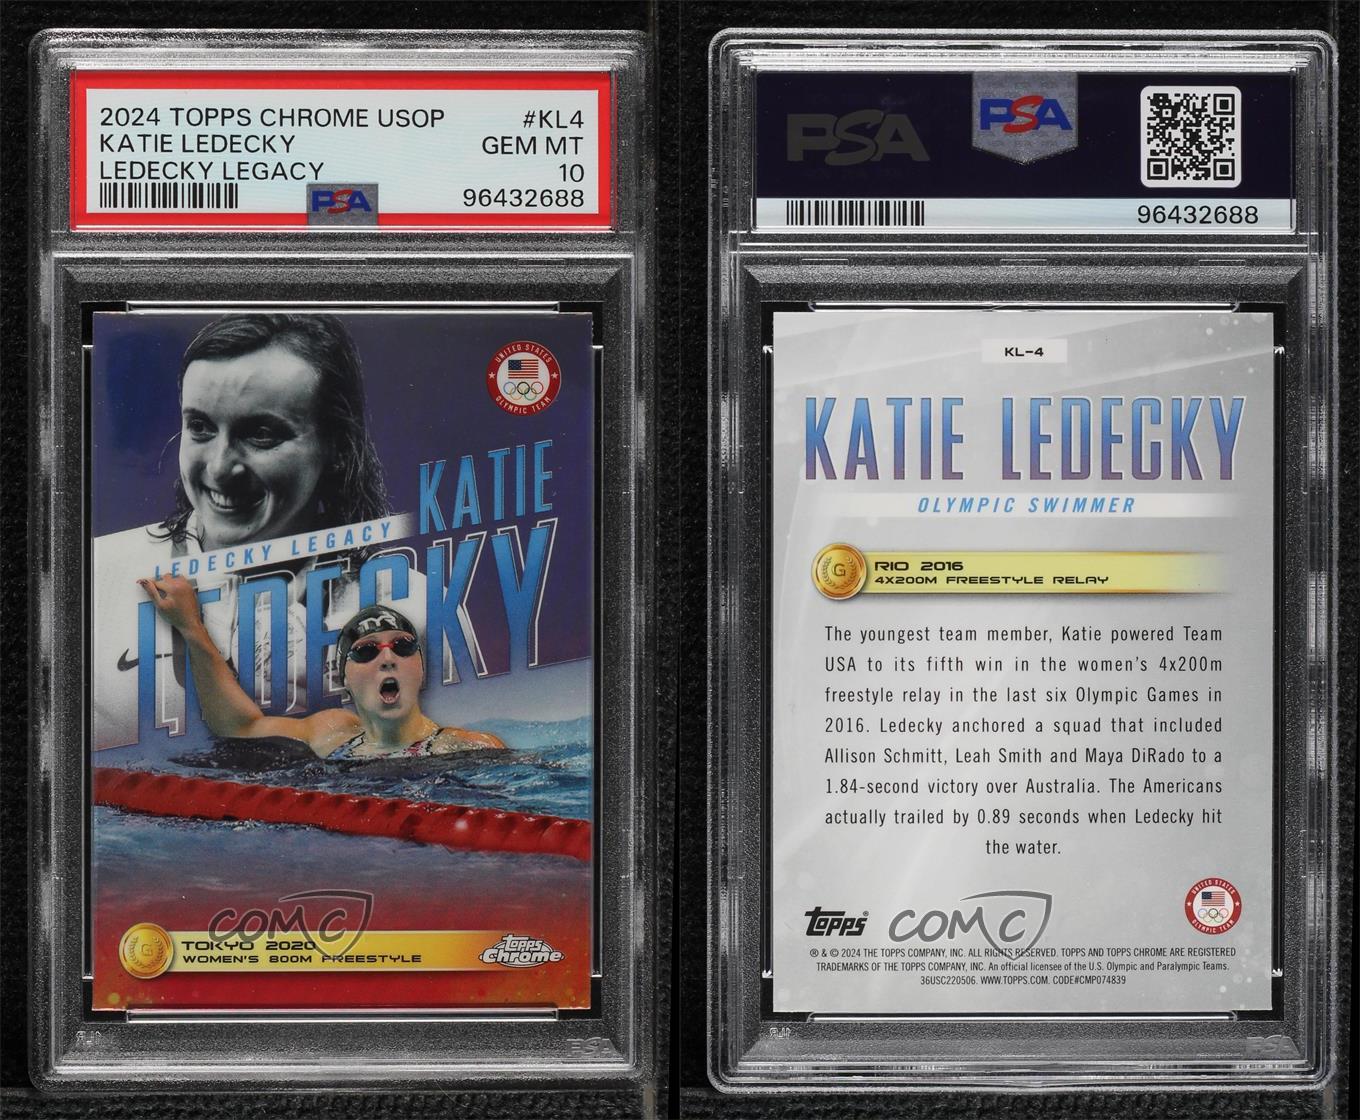 2024 TOPPS CHROME USOP #KL4
KATIE LEDECKY GEM MT
LEDECKY LEGACY 10
PSA 96432688
UNITED STATES
OLYMPIC TEAM
KATIE
LEDECKY LEGACY
LEDECKY
TYR
COMC
G
TOKYO 2020
WOMEN'S 800M FREESTYLE
Topps
Chrome
PSA
PSA
PSA
96432688
KL-4
KATIE LEDECKY
OLYMPIC SWIMMER
G
RIO 2016
4X200M FREESTYLE RELAY
The youngest team member, Katie powered Team
USA to its fifth win in the women's 4x200m
freestyle relay in the last six Olympic Games in
2016. Ledecky anchored a squad that included
Allison Schmitt, Leah Smith and Maya DiRado to a
1.84-second victory over Australia. The Americans
actually trailed by 0.89 seconds when Ledecky hit
the water.
Topps
COMC
UNITED STATES
OLYMPIC TEAM
® & © 2024 THE TOPPS COMPANY, INC. ALL RIGHTS RESERVED. TOPPS AND TOPPS CHROME ARE REGISTERED
TRADEMARKS OF THE TOPPS COMPANY, INC. An official licensee of the U.S. Olympic and Paralympic Teams.
36USC220506. WWW.TOPPS.COM. CODE#CMP074839
PSA